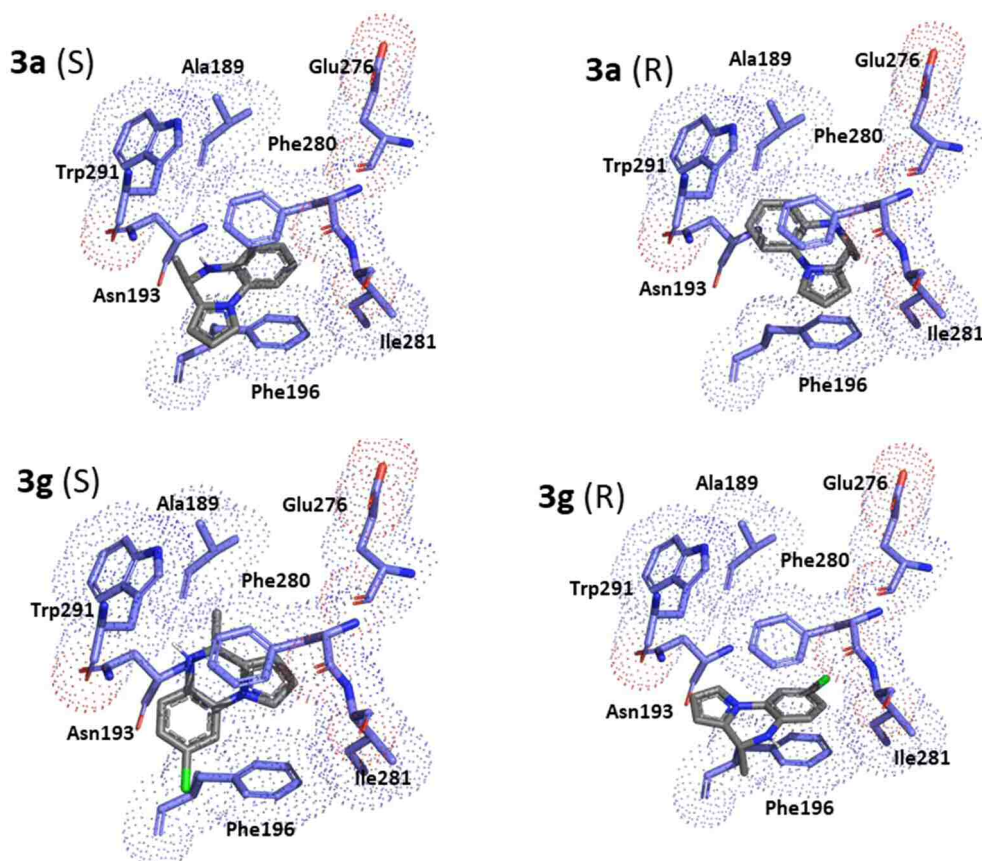 3a (S)
Ala189
Glu276
Phe280
Trp291
Asn193
Ile281
Phe196
3a (R)
Ala189
Glu276
Phe280
Trp291
Asn193
Ile281
Phe196
3g (S)
Ala189
Glu276
Phe280
Trp291
Asn193
Ile281
Phe196
3g (R)
Ala189
Glu276
Phe280
Trp291
Asn193
Ile281
Phe196